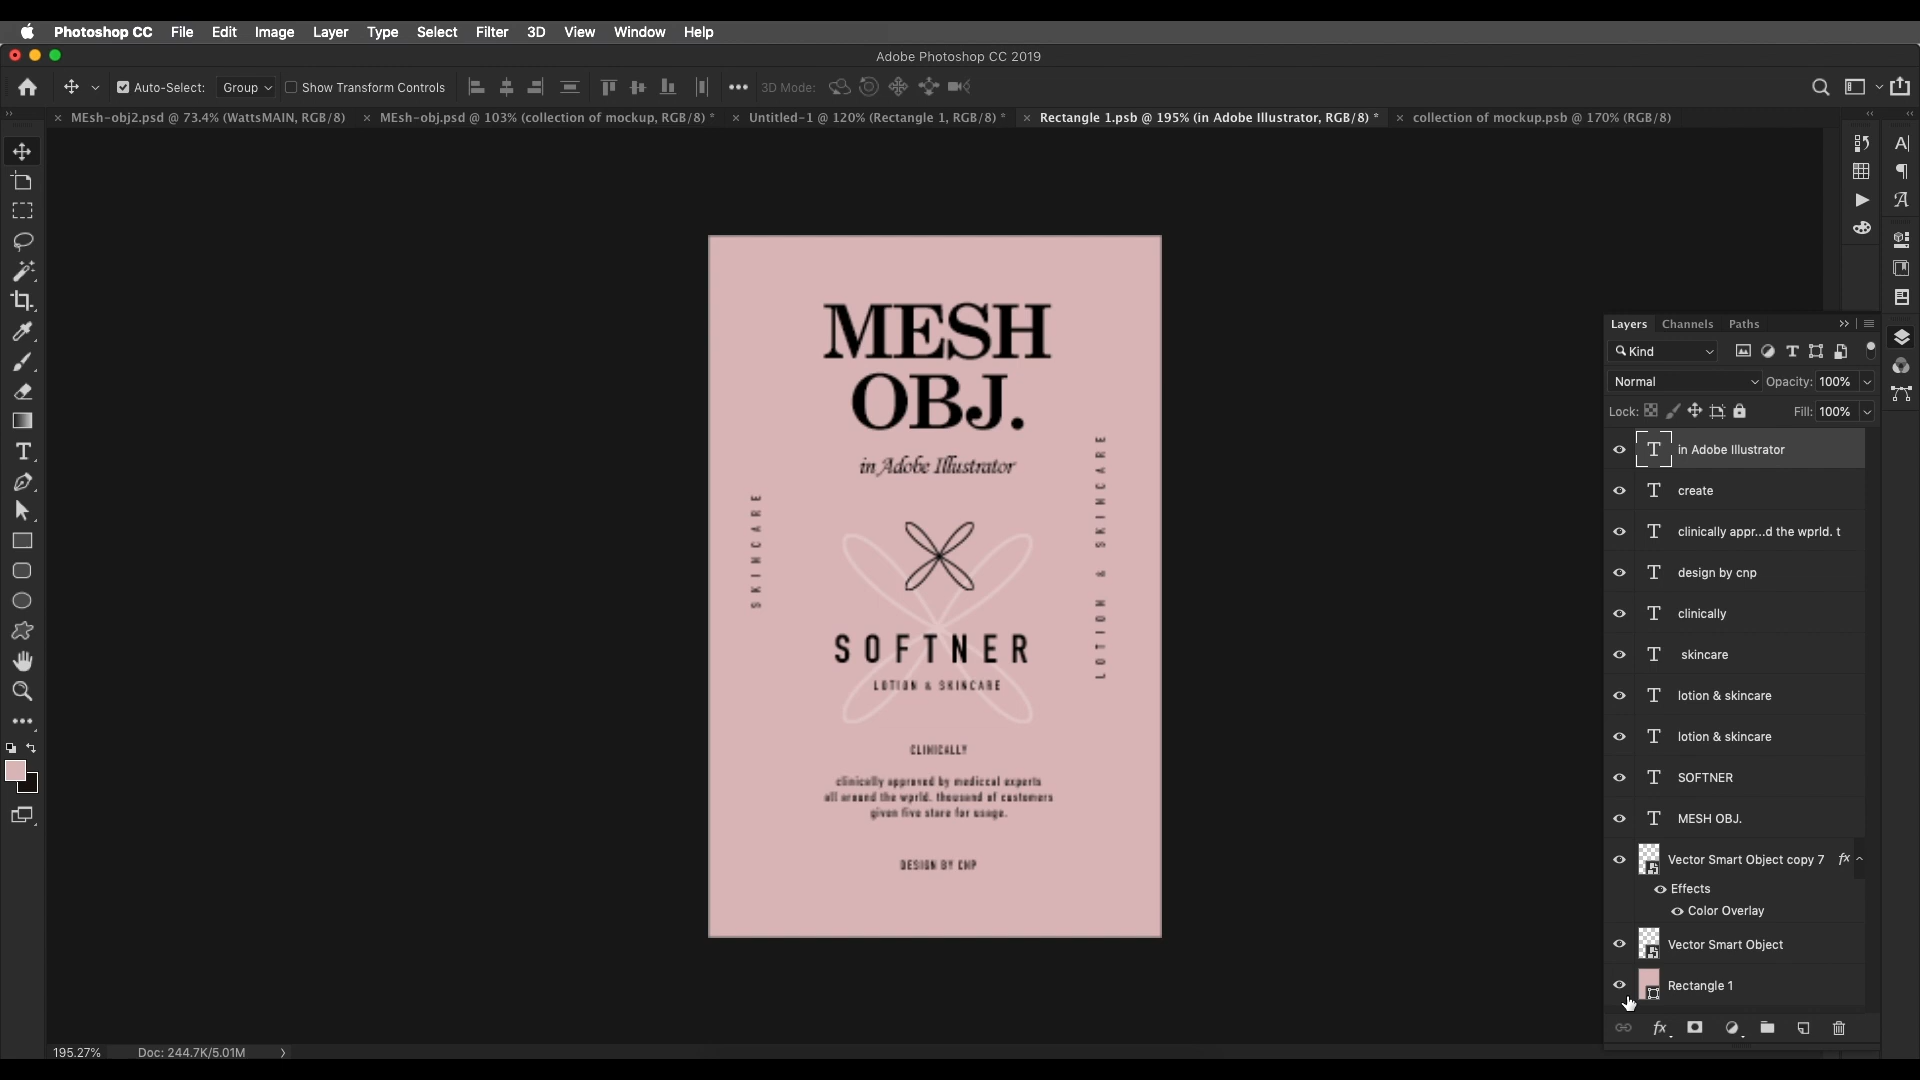 Photoshop CC File Edit Image Layer Type Select Filter 3D View Window Help
Adobe Photoshop CC 2019
Auto-Select: Group Show Transform Controls 3D Mode:
MEsh-obj2.psd @ 73.4% (WattsMAIN, RGB/8) MEsh-obj.psd @ 103% (collection of mockup, RGB/8) * Untitled-1 @ 120% (Rectangle 1, RGB/8) * Rectangle 1.psb @ 195% (in Adobe Illustrator, RGB/8) * collection of mockup.psb @ 170% (RGB/8)
MESH
OBJ.
in Adobe Illustrator
SKINCARE
LOTION & SKINCARE
SOFTNER
LOTION & SKINCARE
CLINICALLY
clinically approved by mediccal experts
all around the wprld. thousand of customers
given five stare for usage.
DESIGN BY CNP
Layers Channels Paths
Kind
Normal Opacity: 100%
Lock: Fill: 100%
in Adobe Illustrator
create
clinically appr...d the wprld. t
design by cnp
clinically
skincare
lotion & skincare
lotion & skincare
SOFTNER
MESH OBJ.
Vector Smart Object copy 7 fx
Effects
Color Overlay
Vector Smart Object
Rectangle 1
fx
195.27% Doc: 244.7K/5.01M